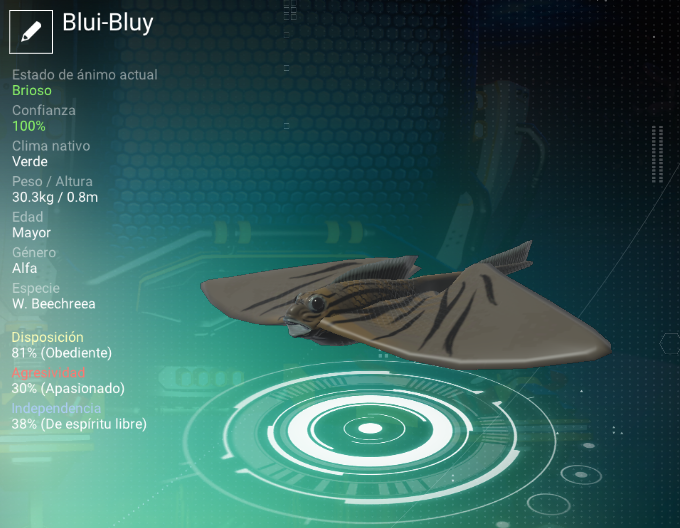 Blui-Bluy
Estado de ánimo actual
Brioso
Confianza
100%
Clima nativo
Verde
Peso / Altura
30.3kg / 0.8m
Edad
Mayor
Género
Alfa
Especie
W. Beechreea
Disposición
81% (Obediente)
Agresividad
30% (Apasionado)
Independencia
38% (De espíritu libre)